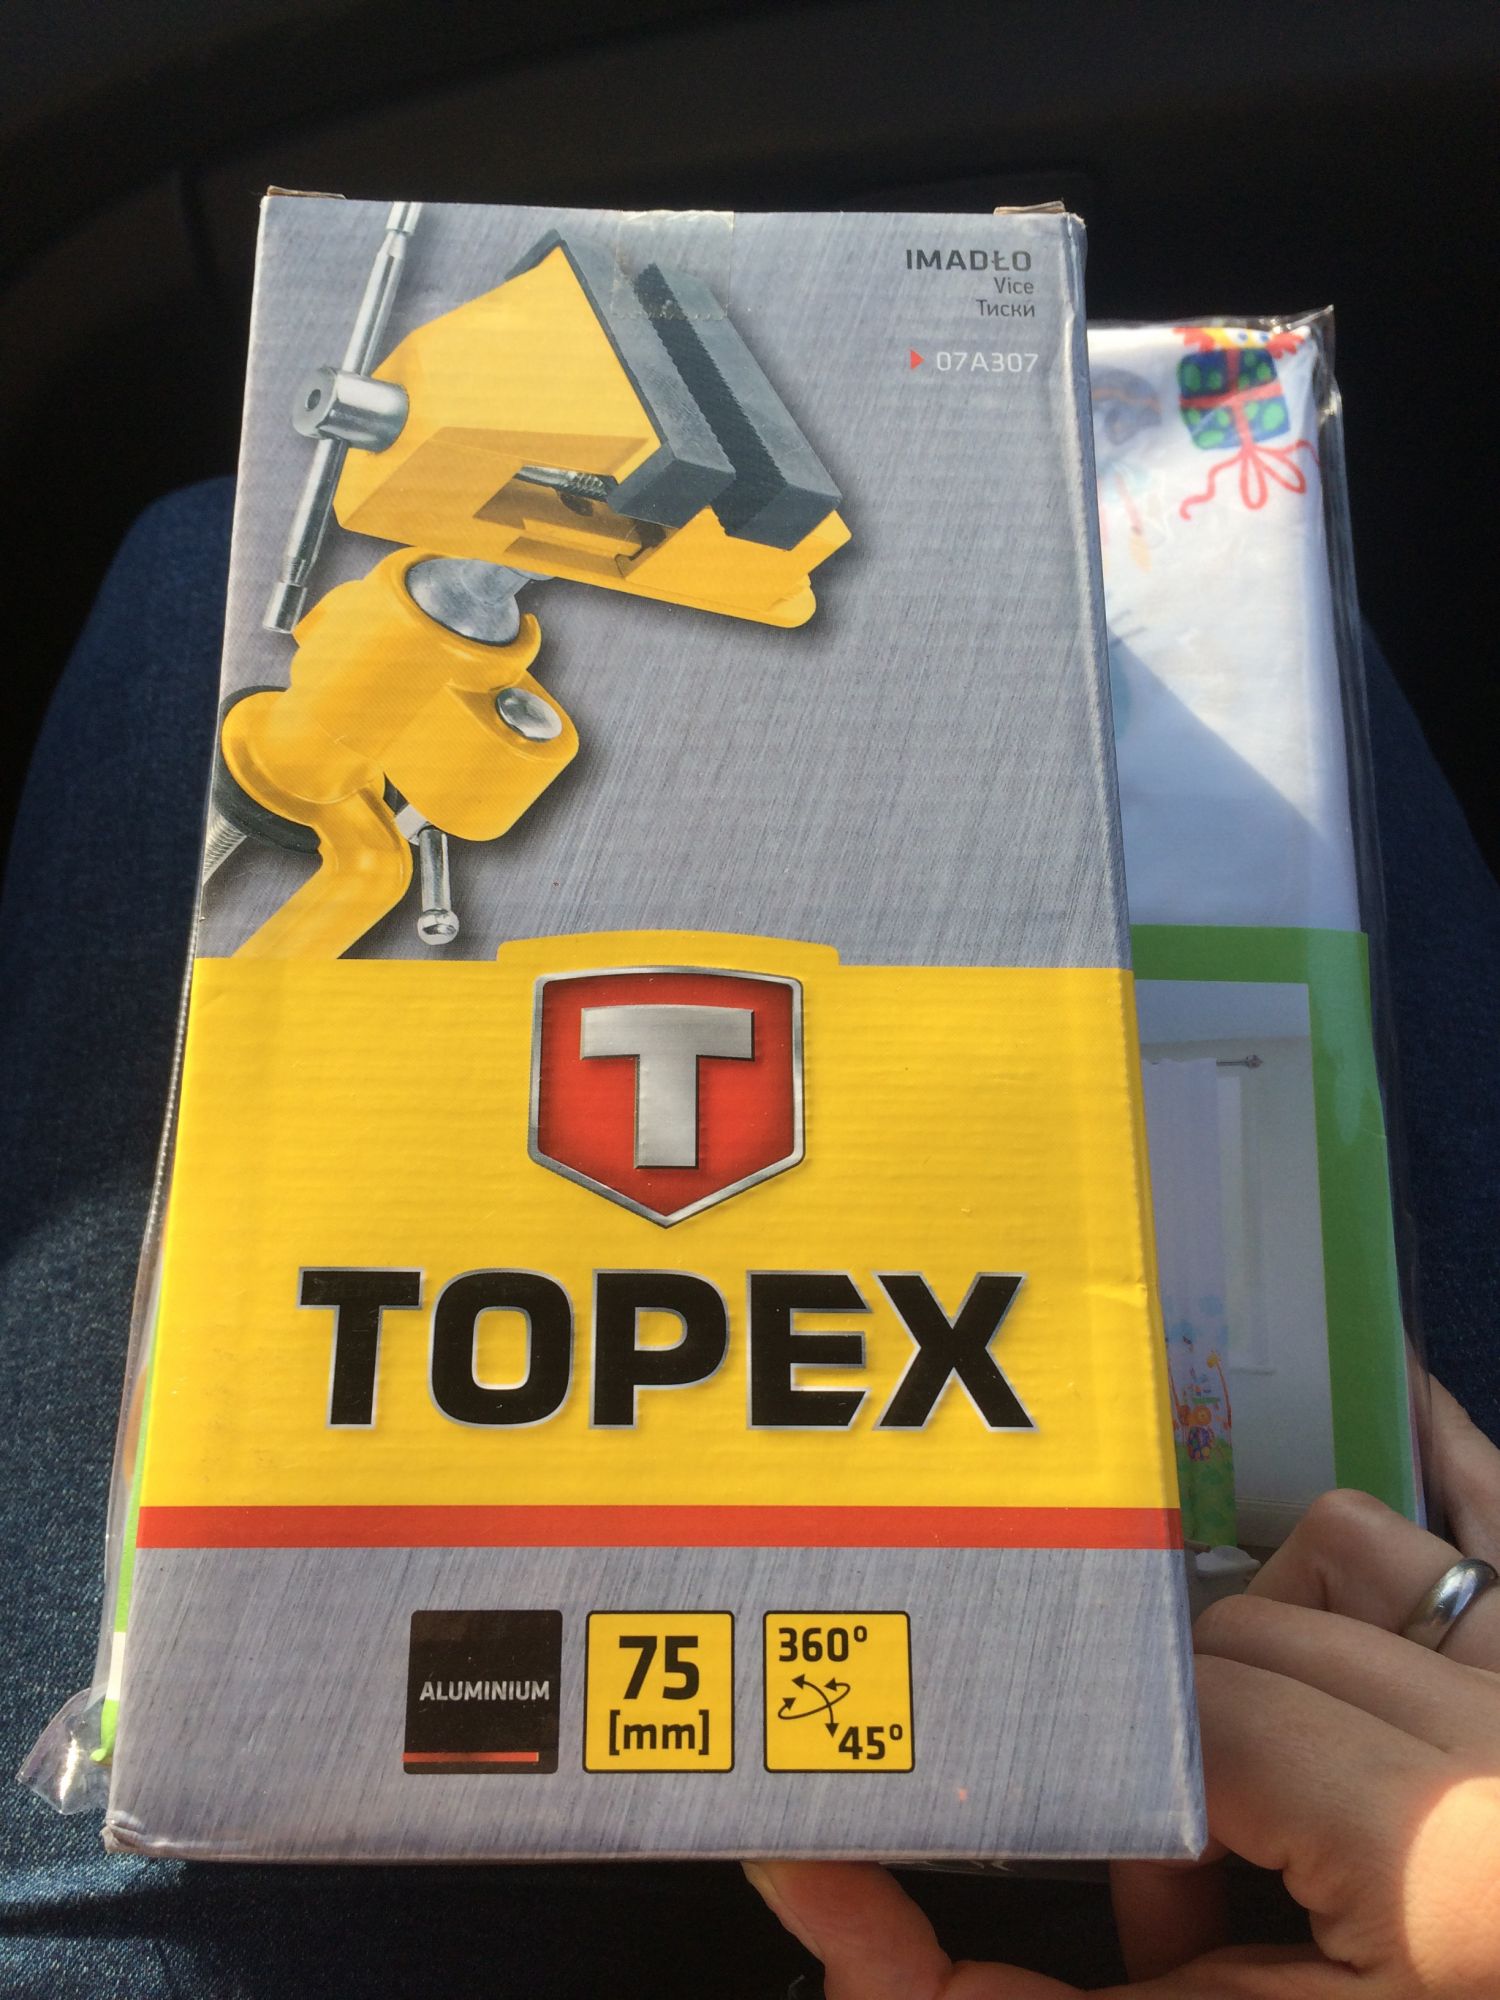 IMADŁO
Vice
Тиски
07A307
T
TOPEX
ALUMINIUM
75
[mm]
360°
45°